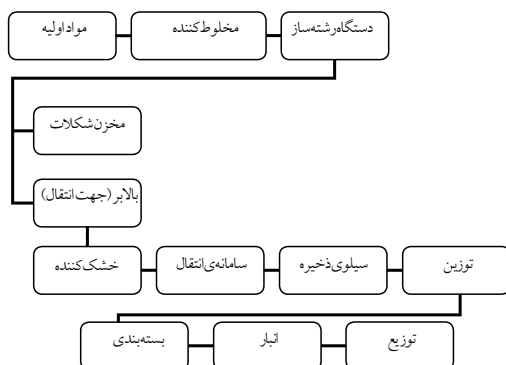 مواد اولیه
مخلوط‌کننده
دستگاه رشته‌ساز
مخزن شکلات
بالابر (جهت انتقال)
خشک‌کننده
سامانه‌ی انتقال
سیلوی ذخیره
توزین
بسته‌بندی
انبار
توزیع